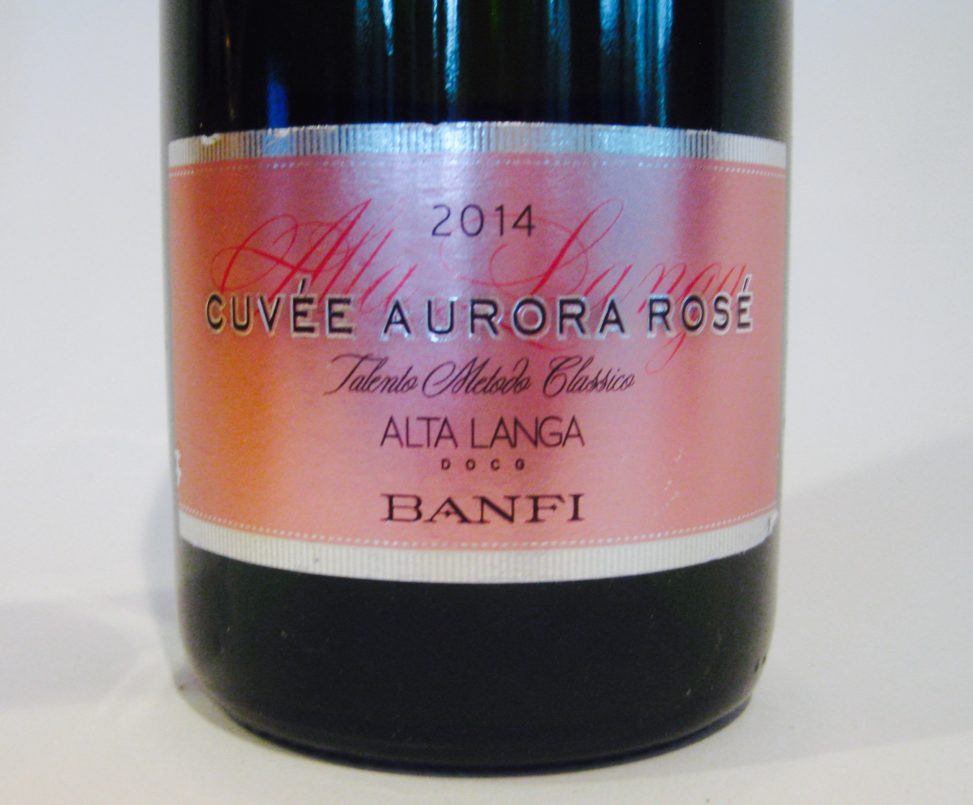 2014
Alta Langa
CUVÉE AURORA ROSÉ
Talento Metodo Classico
ALTA LANGA
DOCG
BANFI